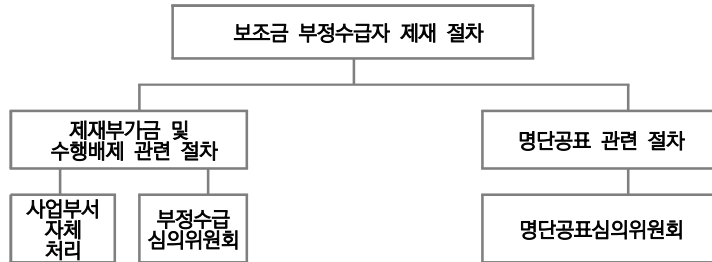 보조금 부정수급자 제재 절차
제재부가금 및
수행배제 관련 절차
명단공표 관련 절차
사업부서
자체
처리
부정수급
심의위원회
명단공표심의위원회